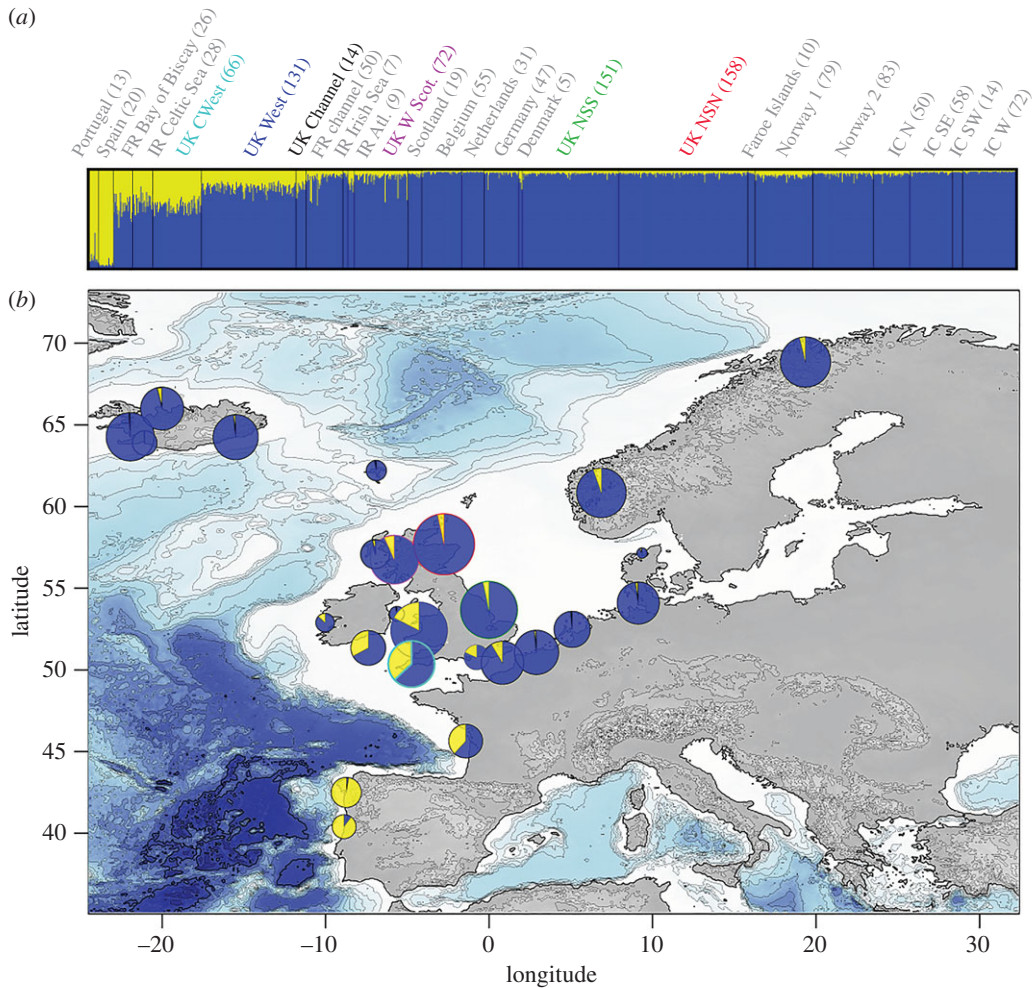 (a)
Portugal (13)
Spain (20)
FR Bay of Biscay (26)
IR Celtic Sea (28)
UK CWest (66)
UK West (131)
UK Channel (14)
FR channel (50)
IR Irish Sea (7)
IR Atl. (9)
UK W Scot. (72)
Scotland (19)
Belgium (55)
Netherlands (31)
Germany (47)
Denmark (5)
UK NSS (151)
UK NSN (158)
Faroe Islands (10)
Norway 1 (79)
Norway 2 (83)
IC N (50)
IC SE (58)
IC SW (14)
IC W (72)
(b)
70
65
60
55
50
45
40
latitude
–20
–10
0
10
20
30
longitude